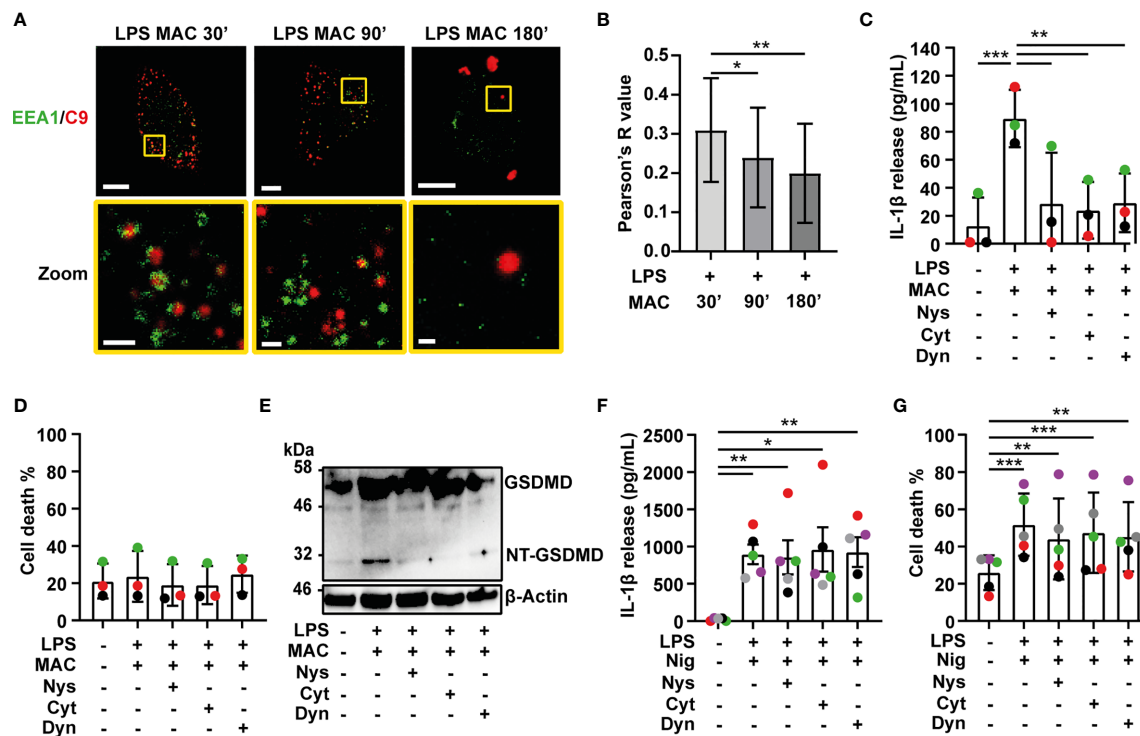 A
LPS MAC 30’ LPS MAC 90’ LPS MAC 180’
EEA1/C9
Zoom
B
Pearson’s R value
0.5
0.4
0.3
0.2
0.1
0.0
**
*
LPS + + +
MAC 30’ 90’ 180’
C
IL-1β release (pg/mL)
140
120
100
80
60
40
20
0
**
***
LPS - + + + +
MAC - + + + +
Nys - - + - -
Cyt - - - + -
Dyn - - - - +
D
Cell death %
100
80
60
40
20
0
LPS - + + + +
MAC - + + + +
Nys - - + - -
Cyt - - - + -
Dyn - - - - +
E
kDa
58
46
32
46
GSDMD
NT-GSDMD
β-Actin
LPS - + + + +
MAC - + + + +
Nys - - + - -
Cyt - - - + -
Dyn - - - - +
F
IL-1β release (pg/mL)
2500
2000
1500
1000
500
0
**
*
**
**
LPS - + + + +
Nig - + + + +
Nys - - + - -
Cyt - - - + -
Dyn - - - - +
G
Cell death %
100
80
60
40
20
0
**
***
**
***
LPS - + + + +
Nig - + + + +
Nys - - + - -
Cyt - - - + -
Dyn - - - - +